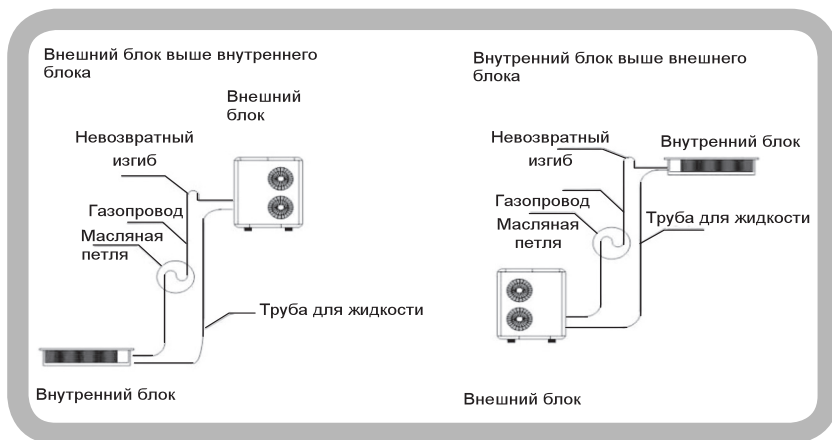 Внешний блок выше внутреннего
блока
Внешний
блок
Невозвратный
изгиб
Газопровод
Масляная
петля
Труба для жидкости
Внутренний блок
Внутренний блок выше внешнего
блока
Невозвратный
изгиб
Внутренний блок
Газопровод
Масляная
петля
Труба для жидкости
Внешний блок